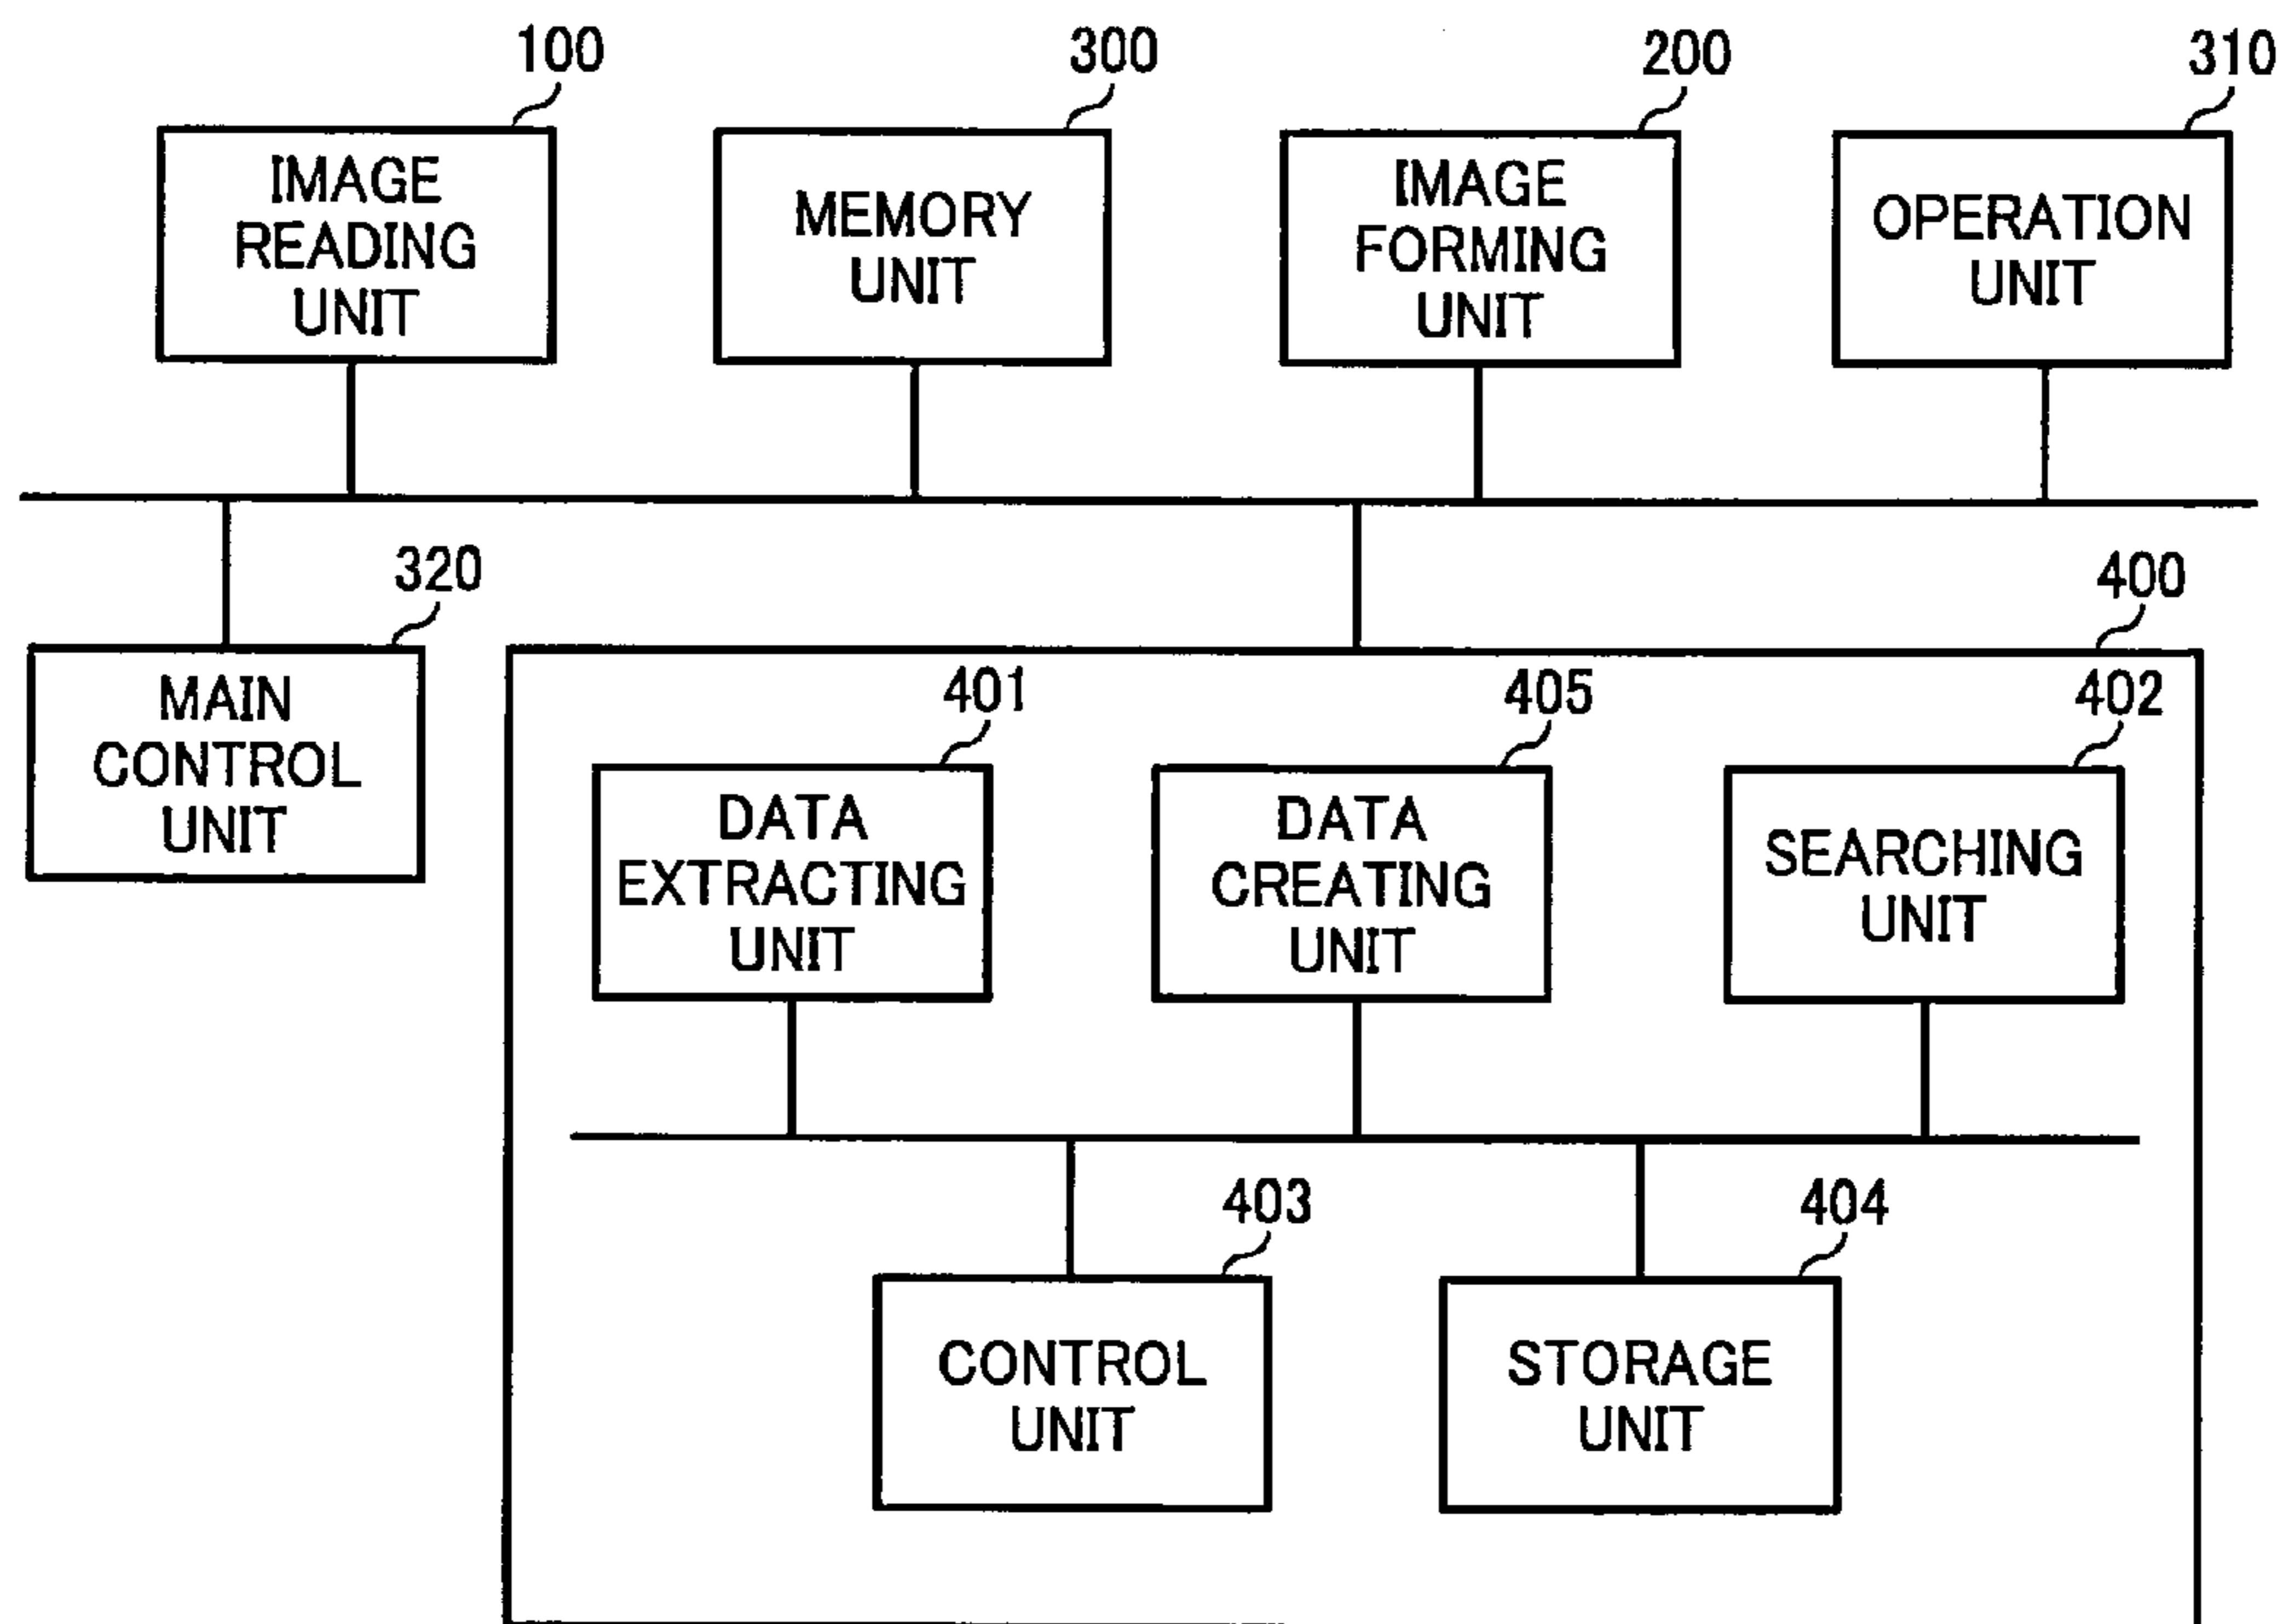 100
300
200
310
IMAGE
READING
UNIT
MEMORY
UNIT
IMAGE
FORMING
UNIT
OPERATION
UNIT
320
400
MAIN
CONTROL
UNIT
401
405
402
DATA
EXTRACTING
UNIT
DATA
CREATING
UNIT
SEARCHING
UNIT
403
404
CONTROL
UNIT
STORAGE
UNIT